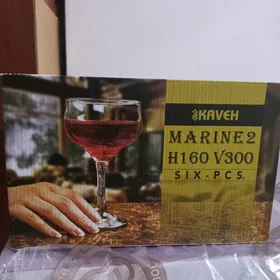 KAVEH
MARINE2
H160 V300
SIX-PCS.